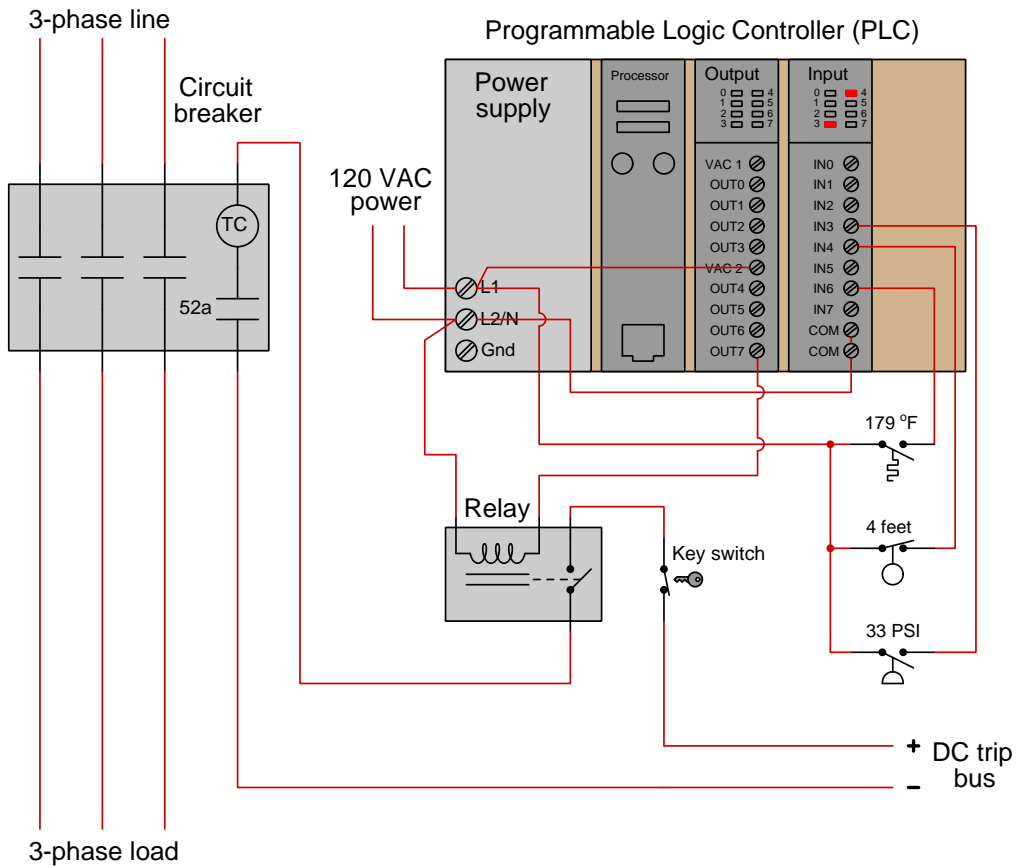 3-phase line
Programmable Logic Controller (PLC)
Circuit
breaker
Power
supply
Processor
Output
0 4
1 5
2 6
3 7
Input
0 4
1 5
2 6
3 7
120 VAC
power
TC
52a
L1
L2/N
Gnd
VAC 1
OUT0
OUT1
OUT2
OUT3
VAC 2
OUT4
OUT5
OUT6
OUT7
IN0
IN1
IN2
IN3
IN4
IN5
IN6
IN7
COM
COM
179 °F
4 feet
33 PSI
Relay
Key switch
+
DC trip
bus
−
3-phase load